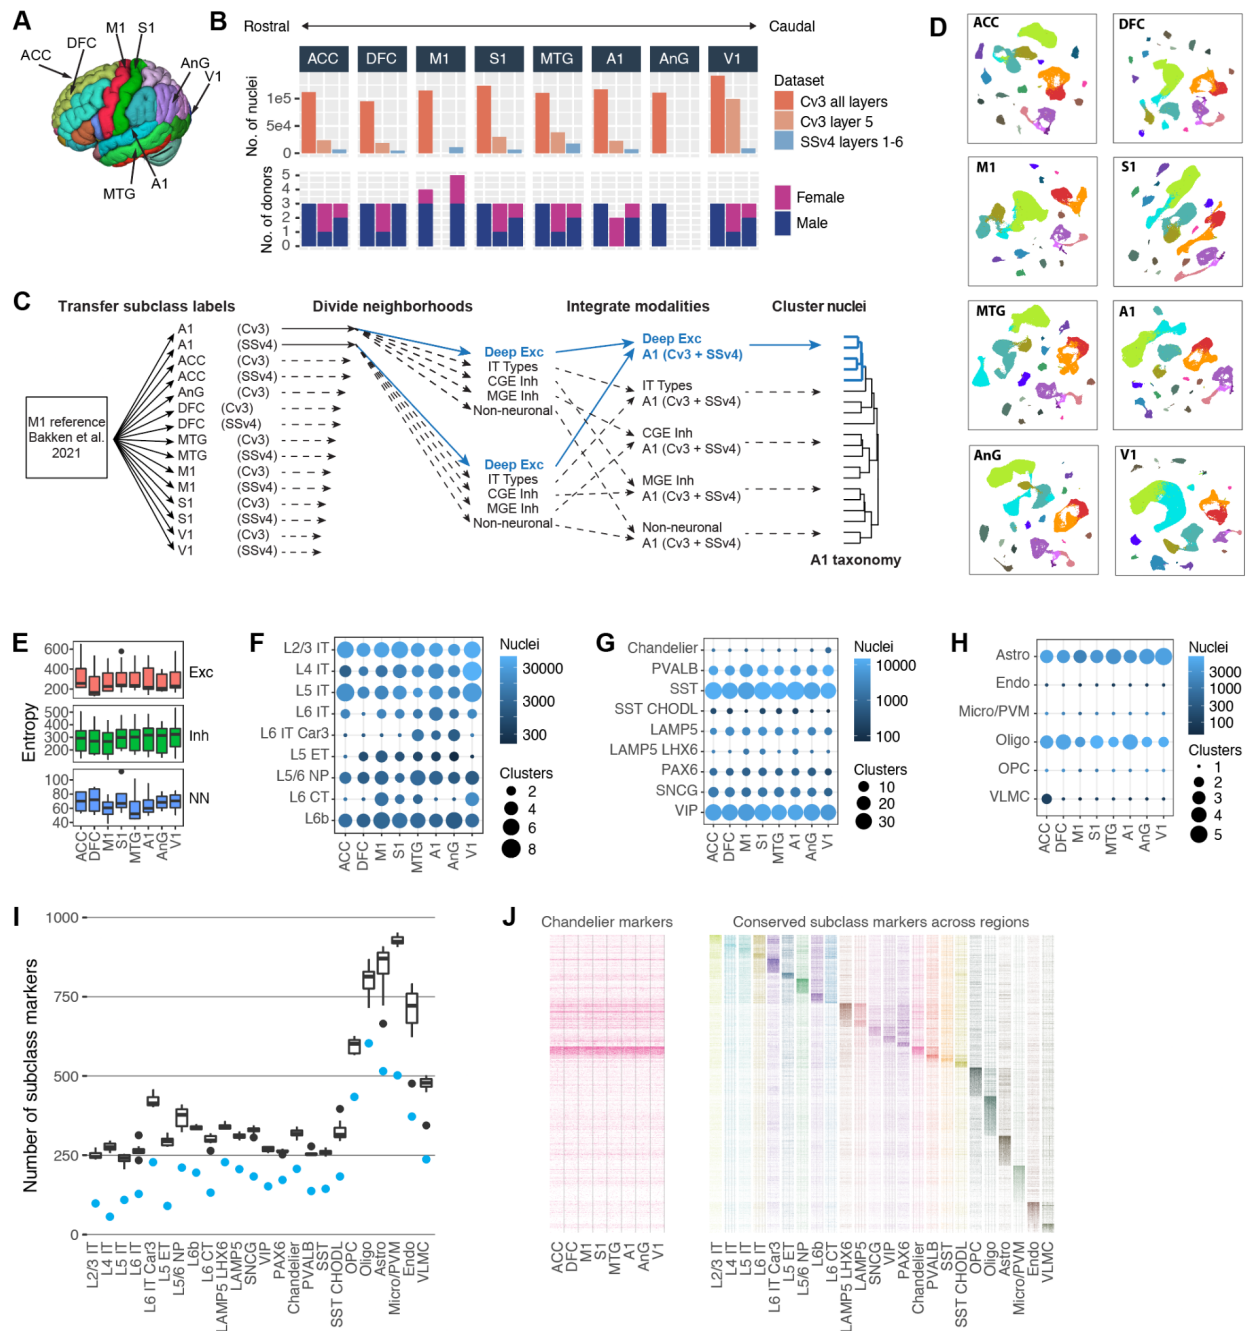 A
M1
S1
DFC
ACC
AnG
V1
MTG
A1
B
Rostral
Caudal
ACC
DFC
M1
S1
MTG
A1
AnG
V1
No. of nuclei
1e5
5e4
0
Dataset
Cv3 all layers
Cv3 layer 5
SSv4 layers 1-6
No. of donors
5
4
3
2
1
0
Female
Male
C
Transfer subclass labels
Divide neighborhoods
Integrate modalities
Cluster nuclei
M1 reference
Bakken et al.
2021
A1 (Cv3)
A1 (SSv4)
ACC (Cv3)
ACC (SSv4)
AnG (Cv3)
DFC (Cv3)
DFC (SSv4)
MTG (Cv3)
MTG (SSv4)
M1 (Cv3)
M1 (SSv4)
S1 (Cv3)
S1 (SSv4)
V1 (Cv3)
V1 (SSv4)
Deep Exc
IT Types
CGE Inh
MGE Inh
Non-neuronal
Deep Exc
IT Types
CGE Inh
MGE Inh
Non-neuronal
Deep Exc
A1 (Cv3 + SSv4)
IT Types
A1 (Cv3 + SSv4)
CGE Inh
A1 (Cv3 + SSv4)
MGE Inh
A1 (Cv3 + SSv4)
Non-neuronal
A1 (Cv3 + SSv4)
A1 taxonomy
D
ACC
DFC
M1
S1
MTG
A1
AnG
V1
E
Entropy
600
400
200
Exc
500
400
300
200
Inh
100
80
60
40
NN
ACC
DFC
M1
S1
MTG
A1
AnG
V1
F
L2/3 IT
L4 IT
L5 IT
L6 IT
L6 IT Car3
L5 ET
L5/6 NP
L6 CT
L6b
ACC
DFC
M1
S1
MTG
A1
AnG
V1
Nuclei
30000
3000
300
Clusters
2
4
6
8
G
Chandelier
PVALB
SST
SST CHODL
LAMP5
LAMP5 LHX6
PAX6
SNCG
VIP
ACC
DFC
M1
S1
MTG
A1
AnG
V1
Nuclei
10000
1000
100
Clusters
10
20
30
H
Astro
Endo
Micro/PVM
Oligo
OPC
VLMC
ACC
DFC
M1
S1
MTG
A1
AnG
V1
Nuclei
3000
1000
300
100
Clusters
1
2
3
4
5
I
Number of subclass markers
1000
750
500
250
0
L2/3 IT
L4 IT
L5 IT
L6 IT
L6 IT Car3
L5 ET
L5/6 NP
L6b
L6 CT
LAMP5 LHX6
LAMP5
SNCG
VIP
PAX6
Chandelier
PVALB
SST
SST CHODL
OPC
Oligo
Astro
Micro/PVM
Endo
VLMC
J
Chandelier markers
Conserved subclass markers across regions
ACC
DFC
M1
S1
MTG
A1
AnG
V1
L2/3 IT
L4 IT
L5 IT
L6 IT
L6 IT Car3
L5 ET
L5/6 NP
L6b
L6 CT
LAMP5 LHX6
LAMP5
SNCG
VIP
PAX6
Chandelier
PVALB
SST
SST CHODL
OPC
Oligo
Astro
Micro/PVM
Endo
VLMC